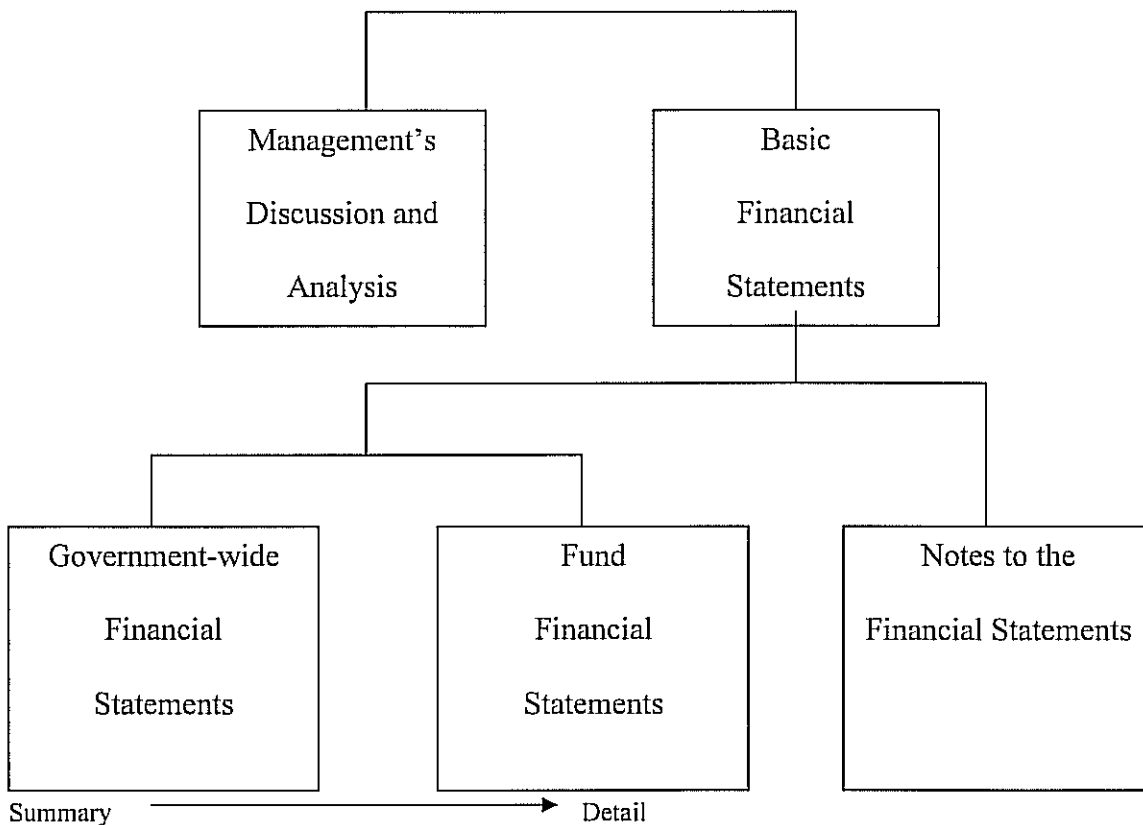 Management's
Discussion and
Analysis
Basic
Financial
Statements
Government-wide
Financial
Statements
Fund
Financial
Statements
Notes to the
Financial Statements
Summary
Detail